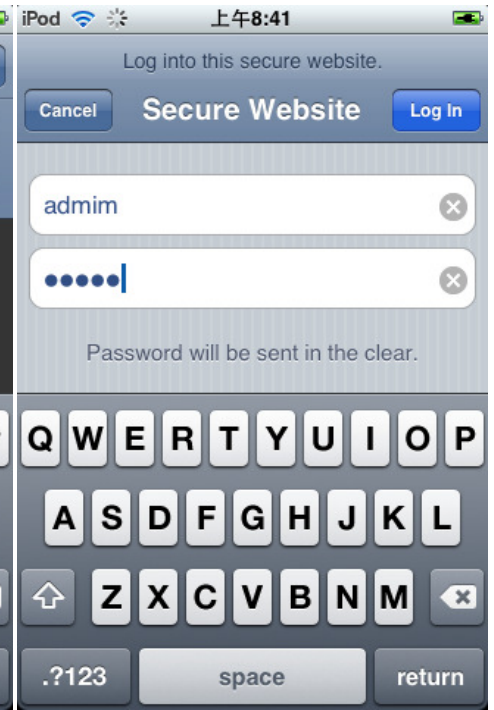 iPod 上午8:41
Log into this secure website.
Cancel Secure Website Log In
admim
•••••
Password will be sent in the clear.
Q W E R T Y U I O P
A S D F G H J K L
Z X C V B N M
.?123 space return